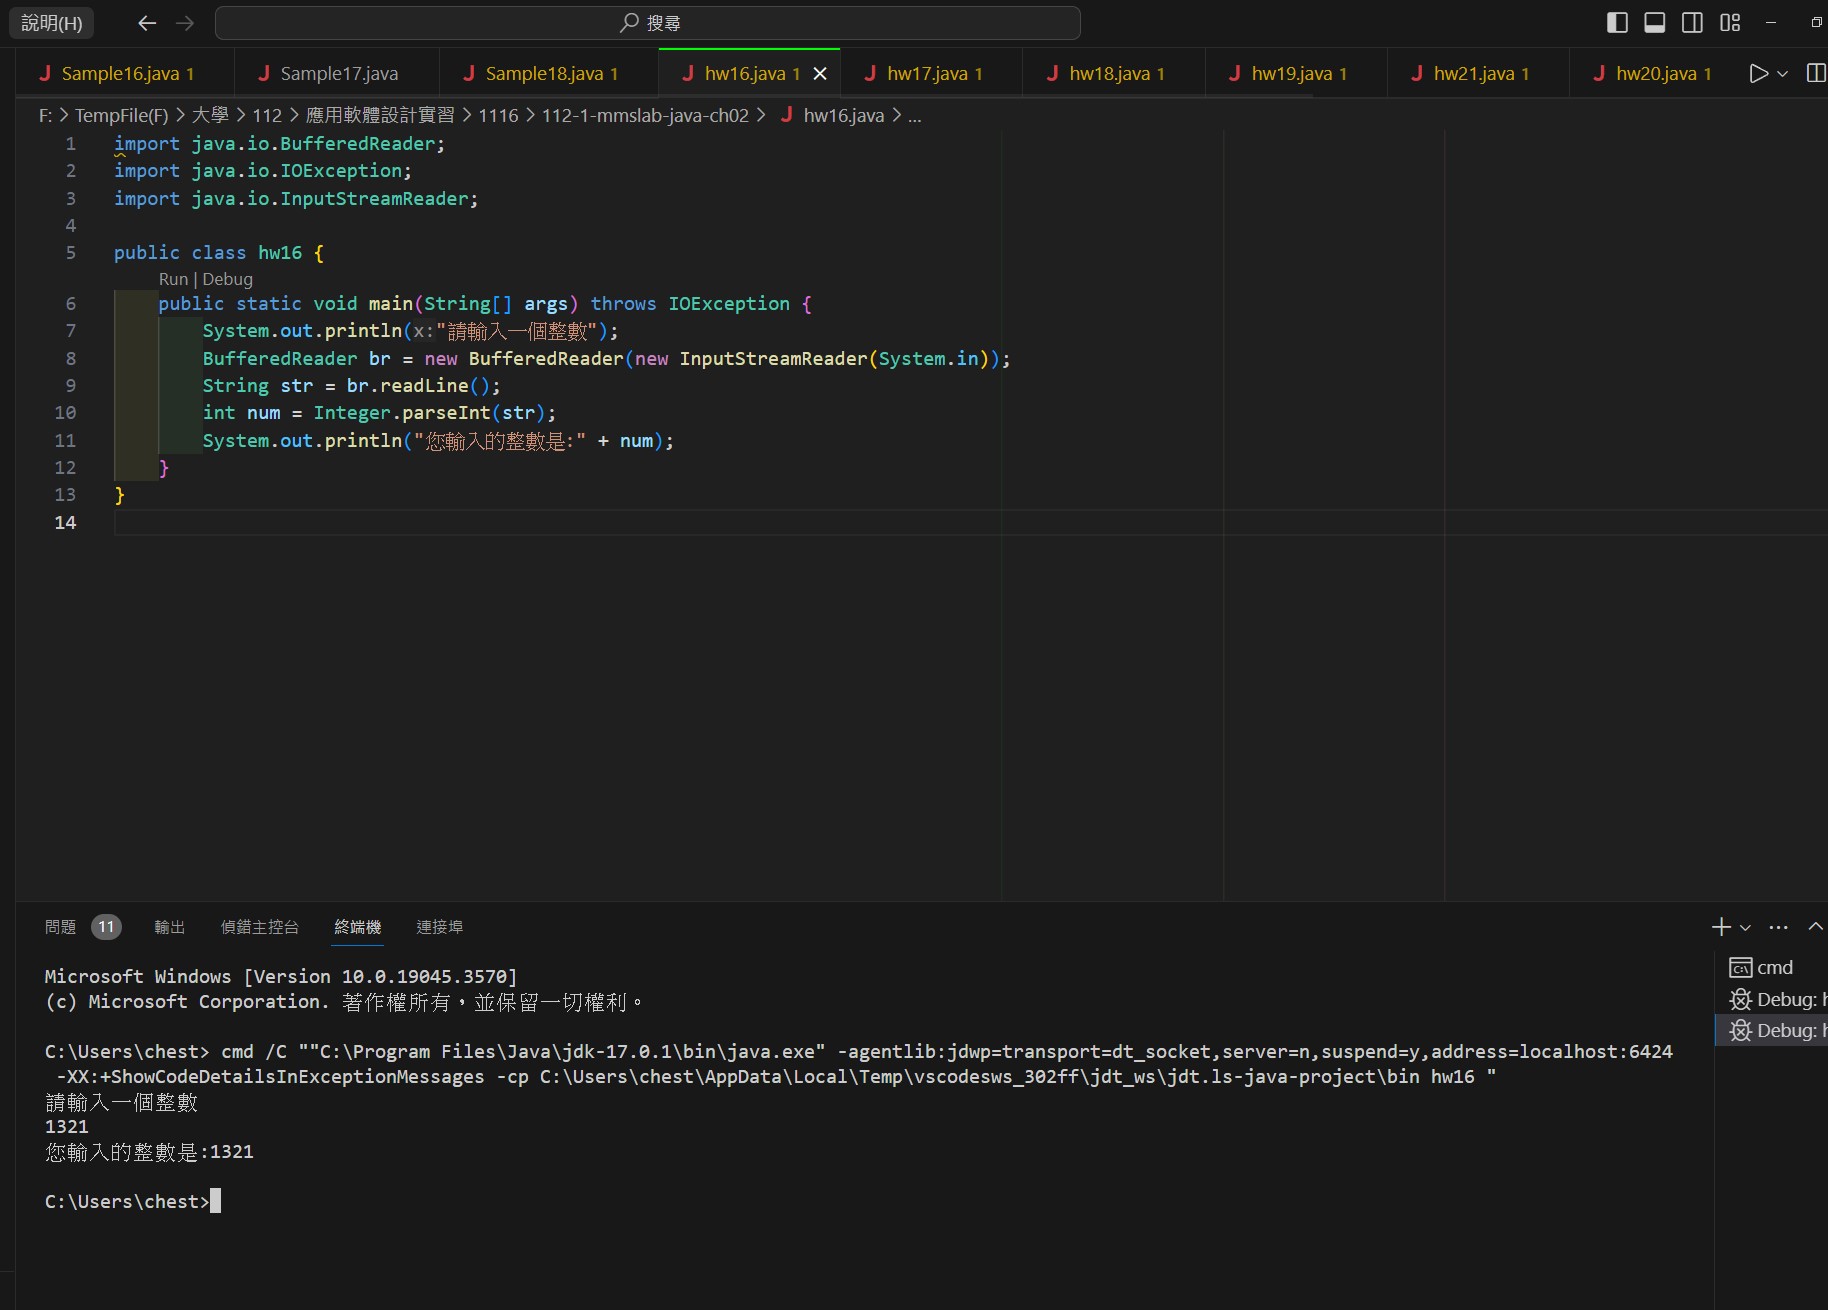 說明(H) 搜尋
Sample16.java 1 Sample17.java Sample18.java 1 hw16.java 1 hw17.java 1 hw18.java 1 hw19.java 1 hw21.java 1 hw20.java 1
F: > TempFile(F) > 大學 > 112 > 應用軟體設計實習 > 1116 > 112-1-mmslab-java-ch02 > J hw16.java > ...
1 import java.io.BufferedReader;
2 import java.io.IOException;
3 import java.io.InputStreamReader;
4
5 public class hw16 {
Run | Debug
6 public static void main(String[] args) throws IOException {
7 System.out.println(x:"請輸入一個整數");
8 BufferedReader br = new BufferedReader(new InputStreamReader(System.in));
9 String str = br.readLine();
10 int num = Integer.parseInt(str);
11 System.out.println("您輸入的整數是:" + num);
12 }
13 }
14
問題 11 輸出 偵錯主控台 終端機 連接埠
Microsoft Windows [Version 10.0.19045.3570]
(c) Microsoft Corporation. 著作權所有，並保留一切權利。
C:\Users\chest> cmd /C ""C:\Program Files\Java\jdk-17.0.1\bin\java.exe" -agentlib:jdwp=transport=dt_socket,server=n,suspend=y,address=localhost:6424
-XX:+ShowCodeDetailsInExceptionMessages -cp C:\Users\chest\AppData\Local\Temp\vscodesws_302ff\jdt_ws\jdt.ls-java-project\bin hw16 "
請輸入一個整數
1321
您輸入的整數是:1321
C:\Users\chest>
cmd
Debug: h
Debug: h